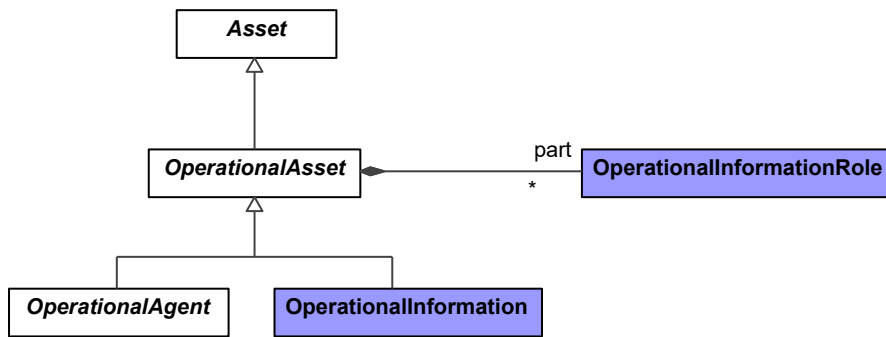 Asset
OperationalAsset
part
*
OperationalInformationRole
OperationalAgent
OperationalInformation